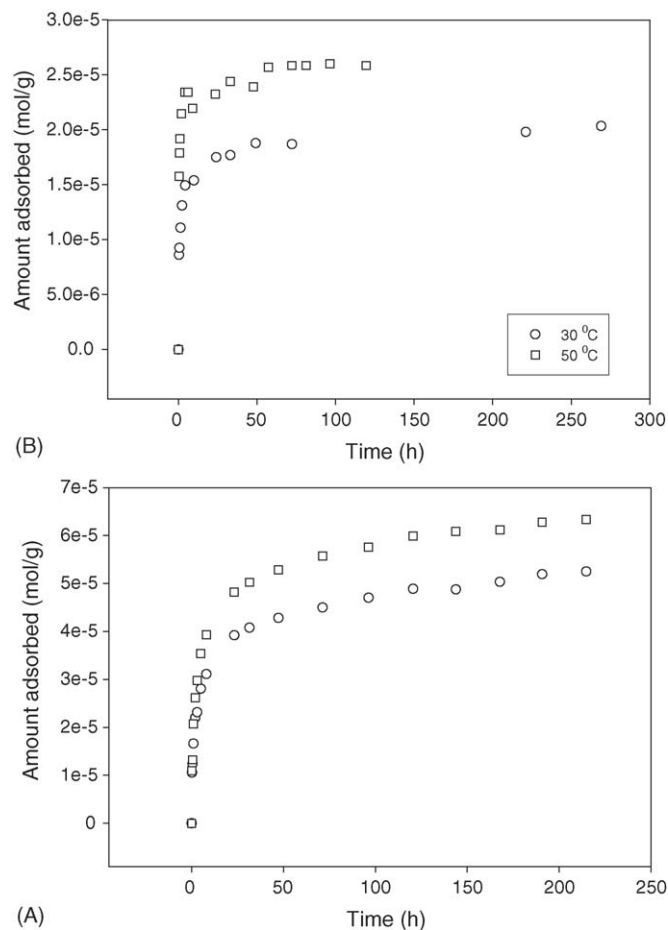 3.0e-5
2.5e-5
2.0e-5
1.5e-5
1.0e-5
5.0e-6
0.0
Amount adsorbed (mol/g)
30 ⁰C
50 ⁰C
0 50 100 150 200 250 300
Time (h)
(B)
7e-5
6e-5
5e-5
4e-5
3e-5
2e-5
1e-5
0
Amount adsorbed (mol/g)
0 50 100 150 200 250
Time (h)
(A)